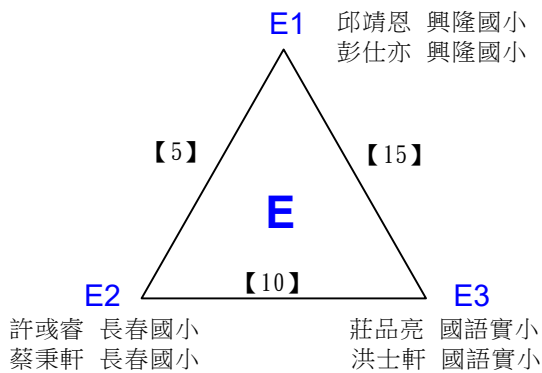 E1
邱靖恩 興隆國小
彭仕亦 興隆國小
【5】
【15】
E
【10】
E2
E3
許彧睿 長春國小
蔡秉軒 長春國小
莊品亮 國語實小
洪士軒 國語實小